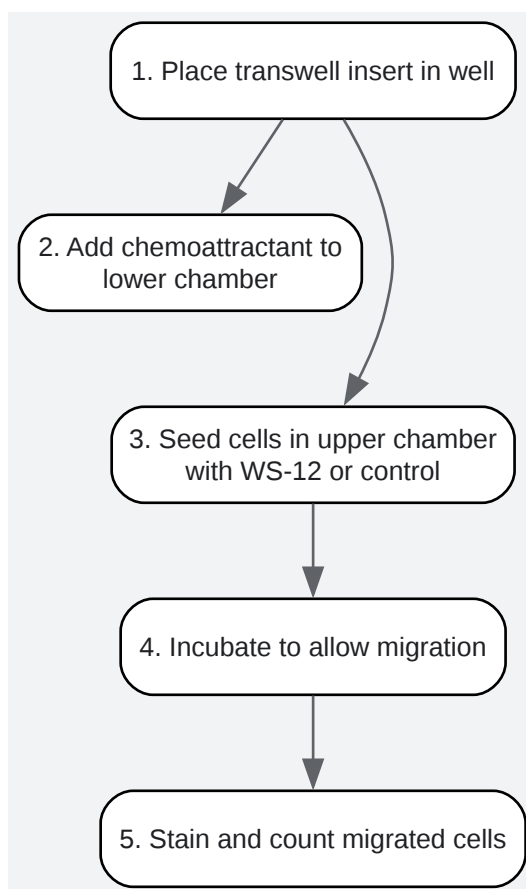 1. Place transwell insert in well
2. Add chemoattractant to
lower chamber
3. Seed cells in upper chamber
with WS-12 or control
4. Incubate to allow migration
5. Stain and count migrated cells